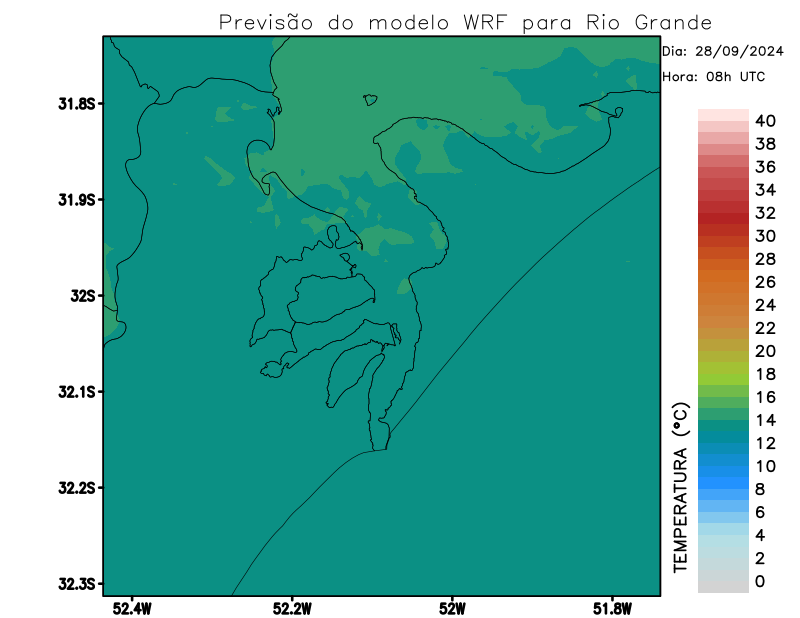 Previsão do modelo WRF para Rio Grande
Dia: 28/09/2024
Hora: 08h UTC
31.8S
31.9S
32S
32.1S
32.2S
32.3S
52.4W
52.2W
52W
51.8W
TEMPERATURA (°C)
40
38
36
34
32
30
28
26
24
22
20
18
16
14
12
10
8
6
4
2
0